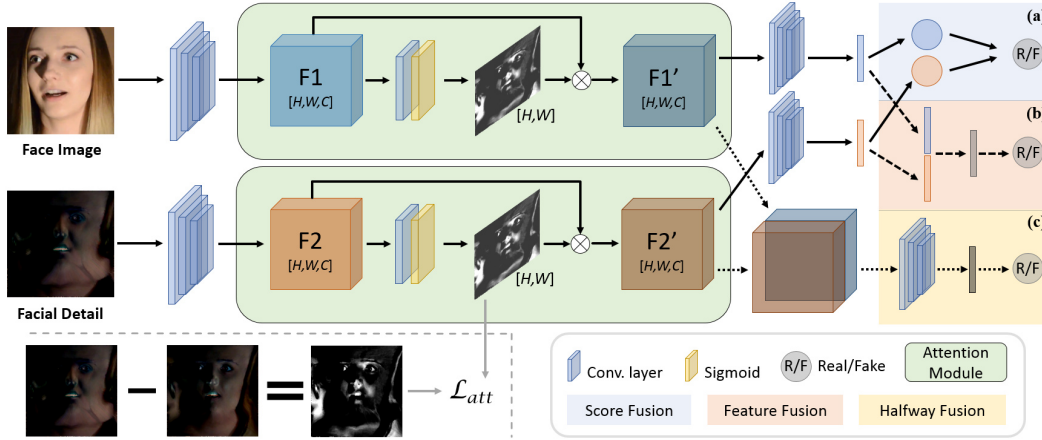 Face Image
F1
[H,W,C]
[H,W]
F1’
[H,W,C]
(a)
R/F
(b)
R/F
Facial Detail
F2
[H,W,C]
[H,W]
F2’
[H,W,C]
(c)
R/F
ℒatt
Conv. layer
Sigmoid
R/F
Real/Fake
Attention
Module
Score Fusion
Feature Fusion
Halfway Fusion